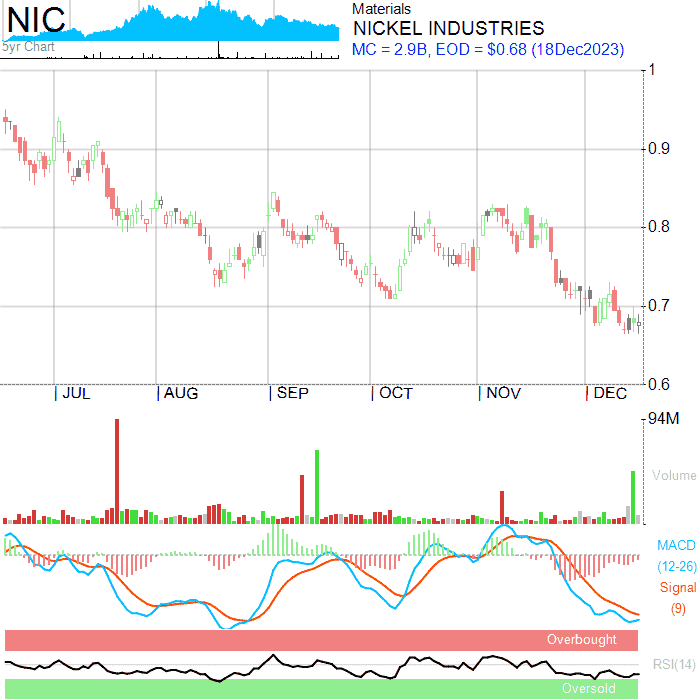 NIC
5yr Chart
Materials
NICKEL INDUSTRIES
MC = 2.9B, EOD = $0.68 (18Dec2023)
1
0.9
0.8
0.7
0.6
JUL
AUG
SEP
OCT
NOV
DEC
94M
Volume
MACD
(12-26)
Signal
(9)
Overbought
RSI(14)
Oversold